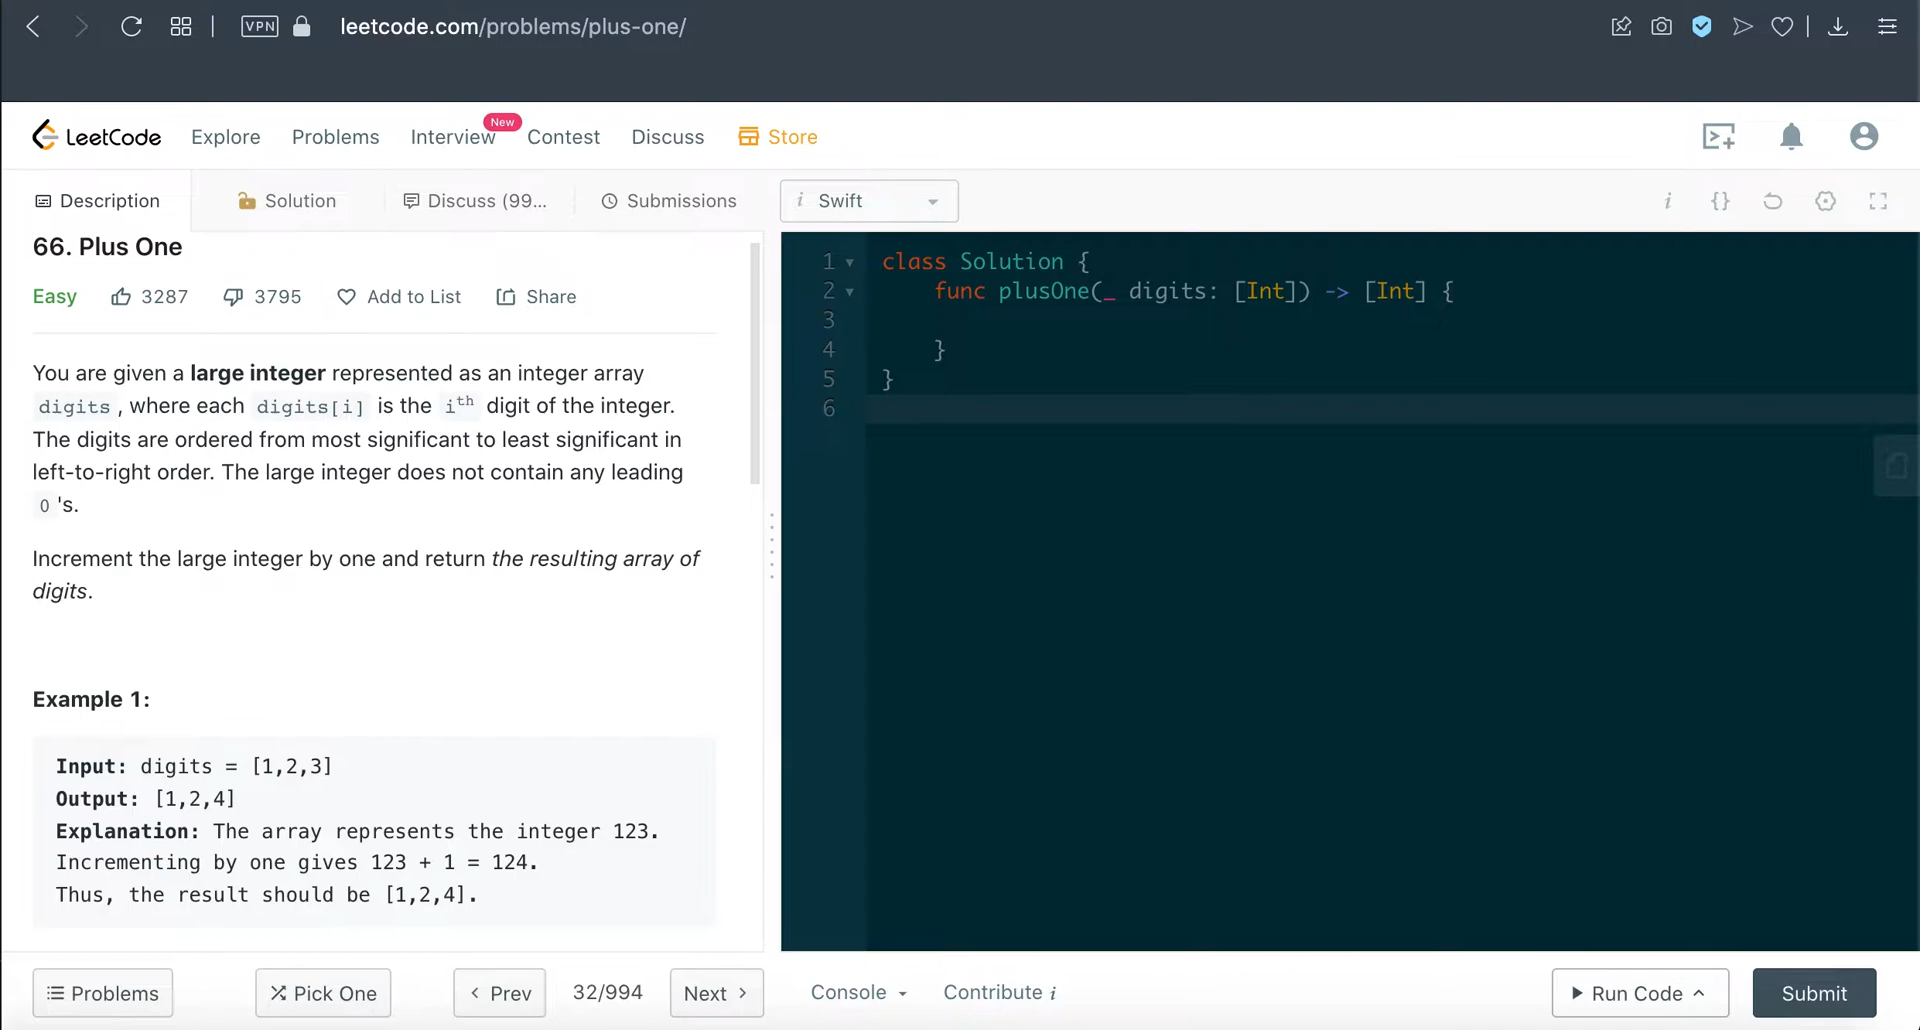 VPN leetcode.com/problems/plus-one/
LeetCode Explore Problems Interview New Contest Discuss Store
Description Solution Discuss (99... Submissions i Swift i {}
66. Plus One
Easy 3287 3795 Add to List Share
You are given a large integer represented as an integer array
digits , where each digits[i] is the ith digit of the integer.
The digits are ordered from most significant to least significant in
left-to-right order. The large integer does not contain any leading
0 's.
Increment the large integer by one and return the resulting array of
digits.
Example 1:
Input: digits = [1,2,3]
Output: [1,2,4]
Explanation: The array represents the integer 123.
Incrementing by one gives 123 + 1 = 124.
Thus, the result should be [1,2,4].
1 class Solution {
2 func plusOne(_ digits: [Int]) -> [Int] {
3
4 }
5 }
6
Problems Pick One < Prev 32/994 Next > Console Contribute i Run Code Submit